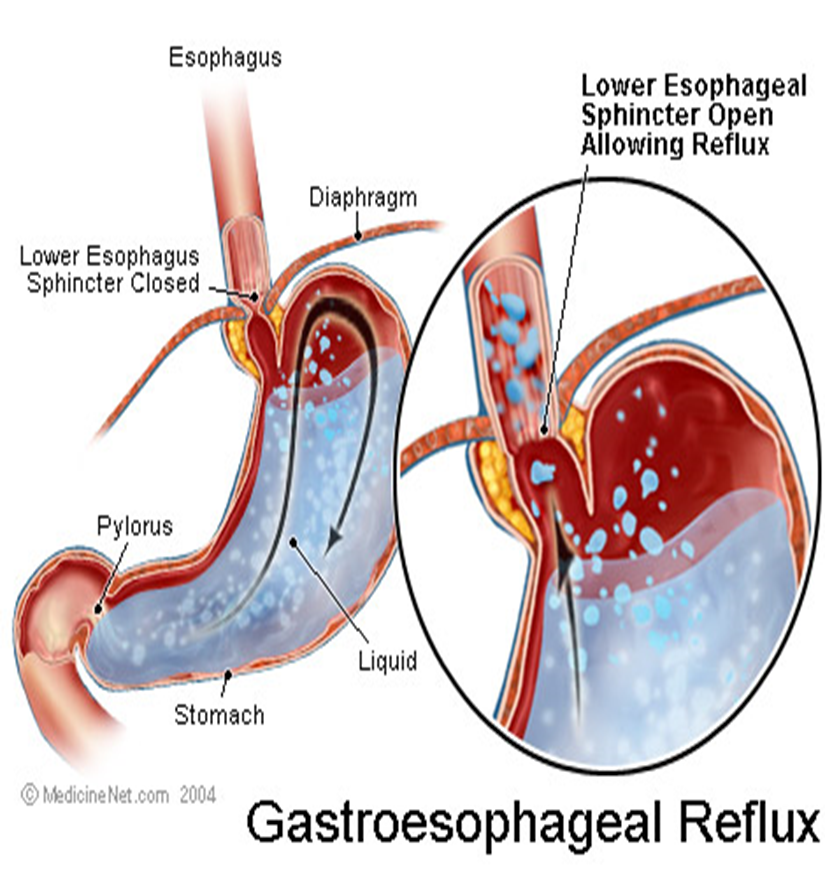 Esophagus
Lower Esophageal
Sphincter Open
Allowing Reflux
Diaphragm
Lower Esophagus
Sphincter Closed
Pylorus
Liquid
Stomach
© MedicineNet.com 2004
Gastroesophageal Reflux